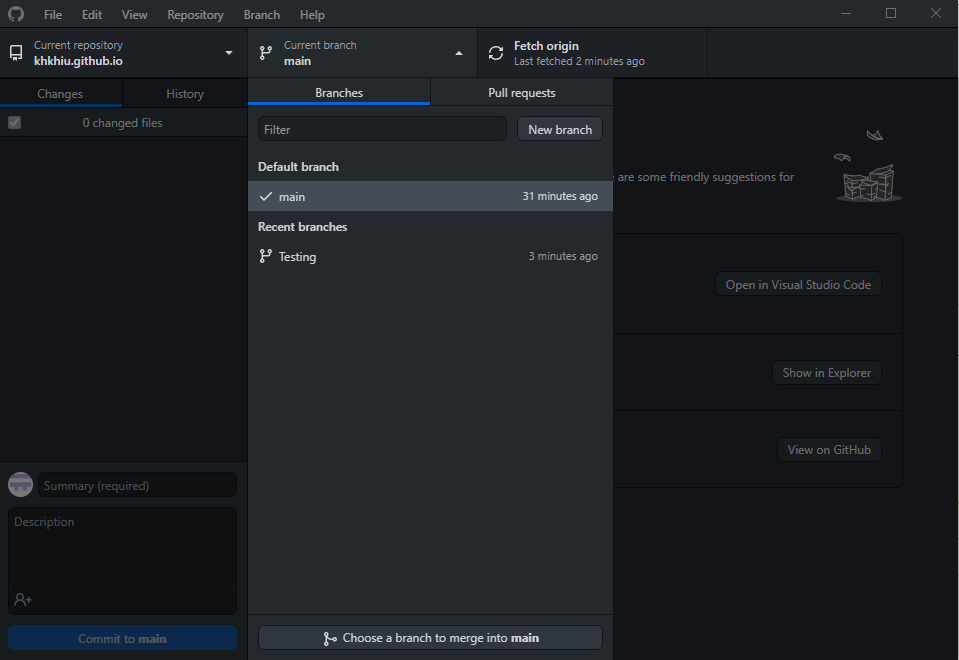 File Edit View Repository Branch Help
Current repository
khkhiu.github.io
Current branch
main
Fetch origin
Last fetched 2 minutes ago
Changes History
0 changed files
Branches Pull requests
Filter New branch
Default branch
main 31 minutes ago
Recent branches
Testing 3 minutes ago
are some friendly suggestions for
Open in Visual Studio Code
Show in Explorer
View on GitHub
Summary (required)
Description
Commit to main
Choose a branch to merge into main